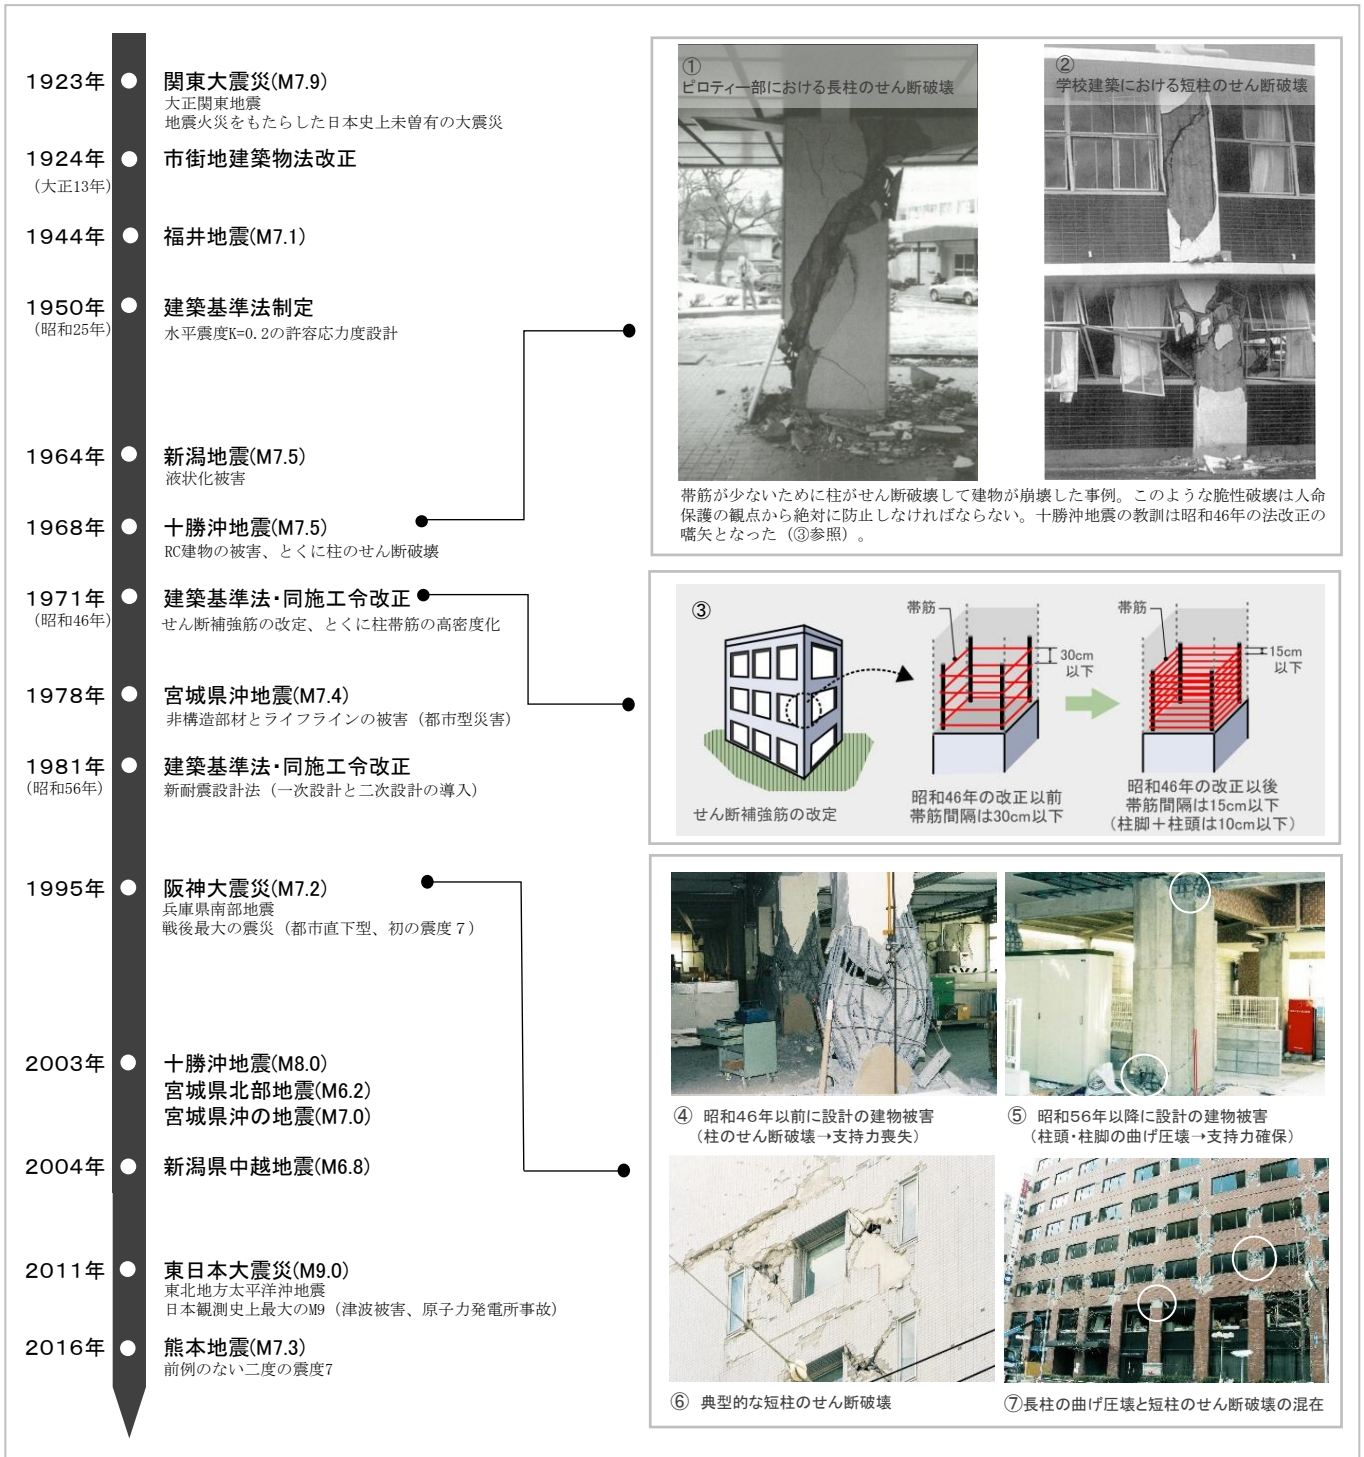 1923年
関東大震災(M7.9)
大正関東地震
地震火災をもたらした日本史上未曽有の大震災
1924年
(大正13年)
市街地建築物法改正
1944年
福井地震(M7.1)
1950年
(昭和25年)
建築基準法制定
水平震度K=0.2の許容応力度設計
1964年
新潟地震(M7.5)
液状化被害
1968年
十勝沖地震(M7.5)
RC建物の被害、とくに柱のせん断破壊
1971年
(昭和46年)
建築基準法・同施工令改正
せん断補強筋の改定、とくに柱帯筋の高密度化
1978年
宮城県沖地震(M7.4)
非構造部材とライフラインの被害（都市型災害）
1981年
(昭和56年)
建築基準法・同施工令改正
新耐震設計法（一次設計と二次設計の導入）
1995年
阪神大震災(M7.2)
兵庫県南部地震
戦後最大の震災（都市直下型、初の震度７）
2003年
十勝沖地震(M8.0)
宮城県北部地震(M6.2)
宮城県沖の地震(M7.0)
2004年
新潟県中越地震(M6.8)
2011年
東日本大震災(M9.0)
東北地方太平洋沖地震
日本観測史上最大のM9（津波被害、原子力発電所事故）
2016年
熊本地震(M7.3)
前例のない二度の震度7
①
ピロティー部における長柱のせん断破壊
②
学校建築における短柱のせん断破壊
帯筋が少ないために柱がせん断破壊して建物が崩壊した事例。このような脆性破壊は人命
保護の観点から絶対に防止しなければならない。十勝沖地震の教訓は昭和46年の法改正の
嚆矢となった（③参照）。
③
せん断補強筋の改定
帯筋
30cm
以下
昭和46年の改正以前
帯筋間隔は30cm以下
帯筋
15cm
以下
昭和46年の改正以後
帯筋間隔は15cm以下
（柱脚＋柱頭は10cm以下）
④ 昭和46年以前に設計の建物被害
（柱のせん断破壊→支持力喪失）
⑤ 昭和56年以降に設計の建物被害
（柱頭・柱脚の曲げ圧壊→支持力確保）
⑥ 典型的な短柱のせん断破壊
⑦長柱の曲げ圧壊と短柱のせん断破壊の混在